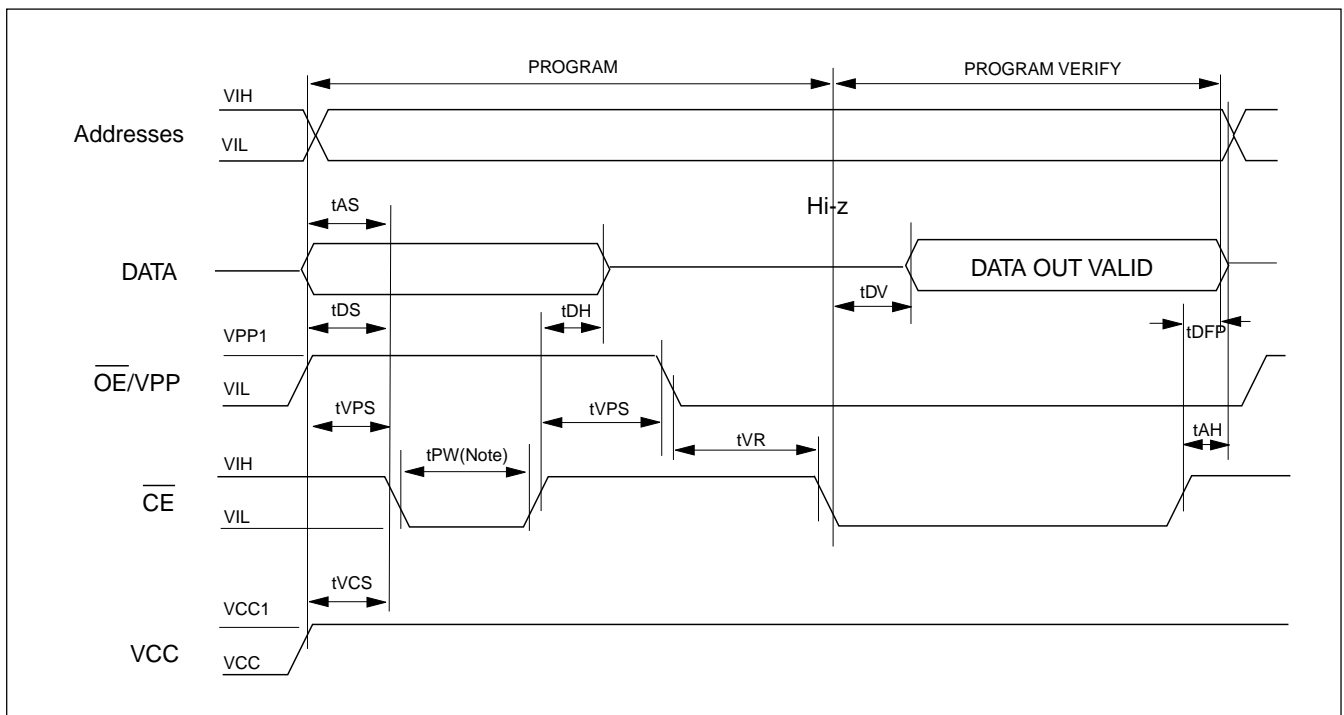 PROGRAM
PROGRAM VERIFY
VIH
Addresses
VIL
tAS
Hi-z
DATA
DATA OUT VALID
tDS
tDH
tDV
tDFP
VPP1
OE/VPP
VIL
tVPS
tVPS
tVR
tAH
tPW(Note)
VIH
CE
VIL
tVCS
VCC1
VCC
VCC